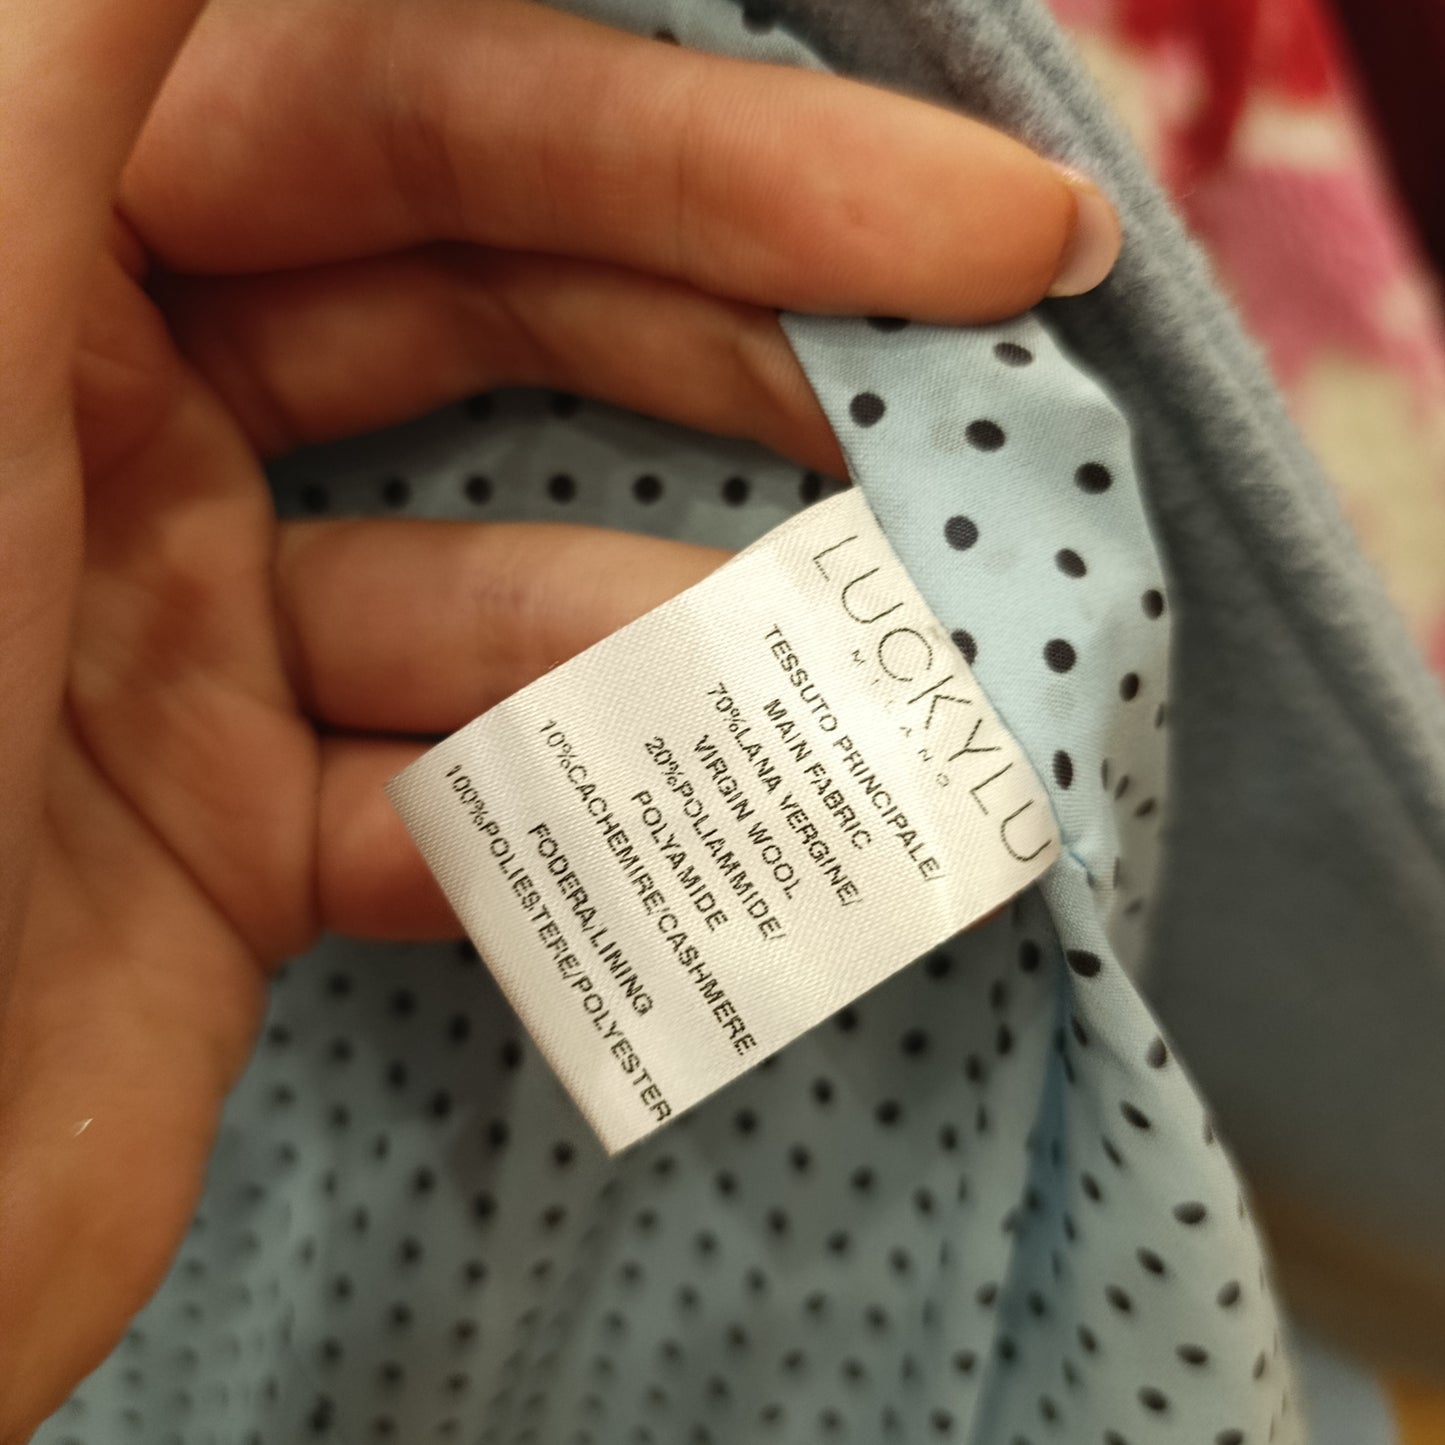 LUCKYLU
MILANO
TESSUTO PRINCIPALE/
MAIN FABRIC
70%LANA VERGINE/
VIRGIN WOOL
20%POLIAMMIDE/
POLYAMIDE
10%CACHEMIRE/CASHMERE
FODERA/LINING
100%POLIESTERE/POLYESTER